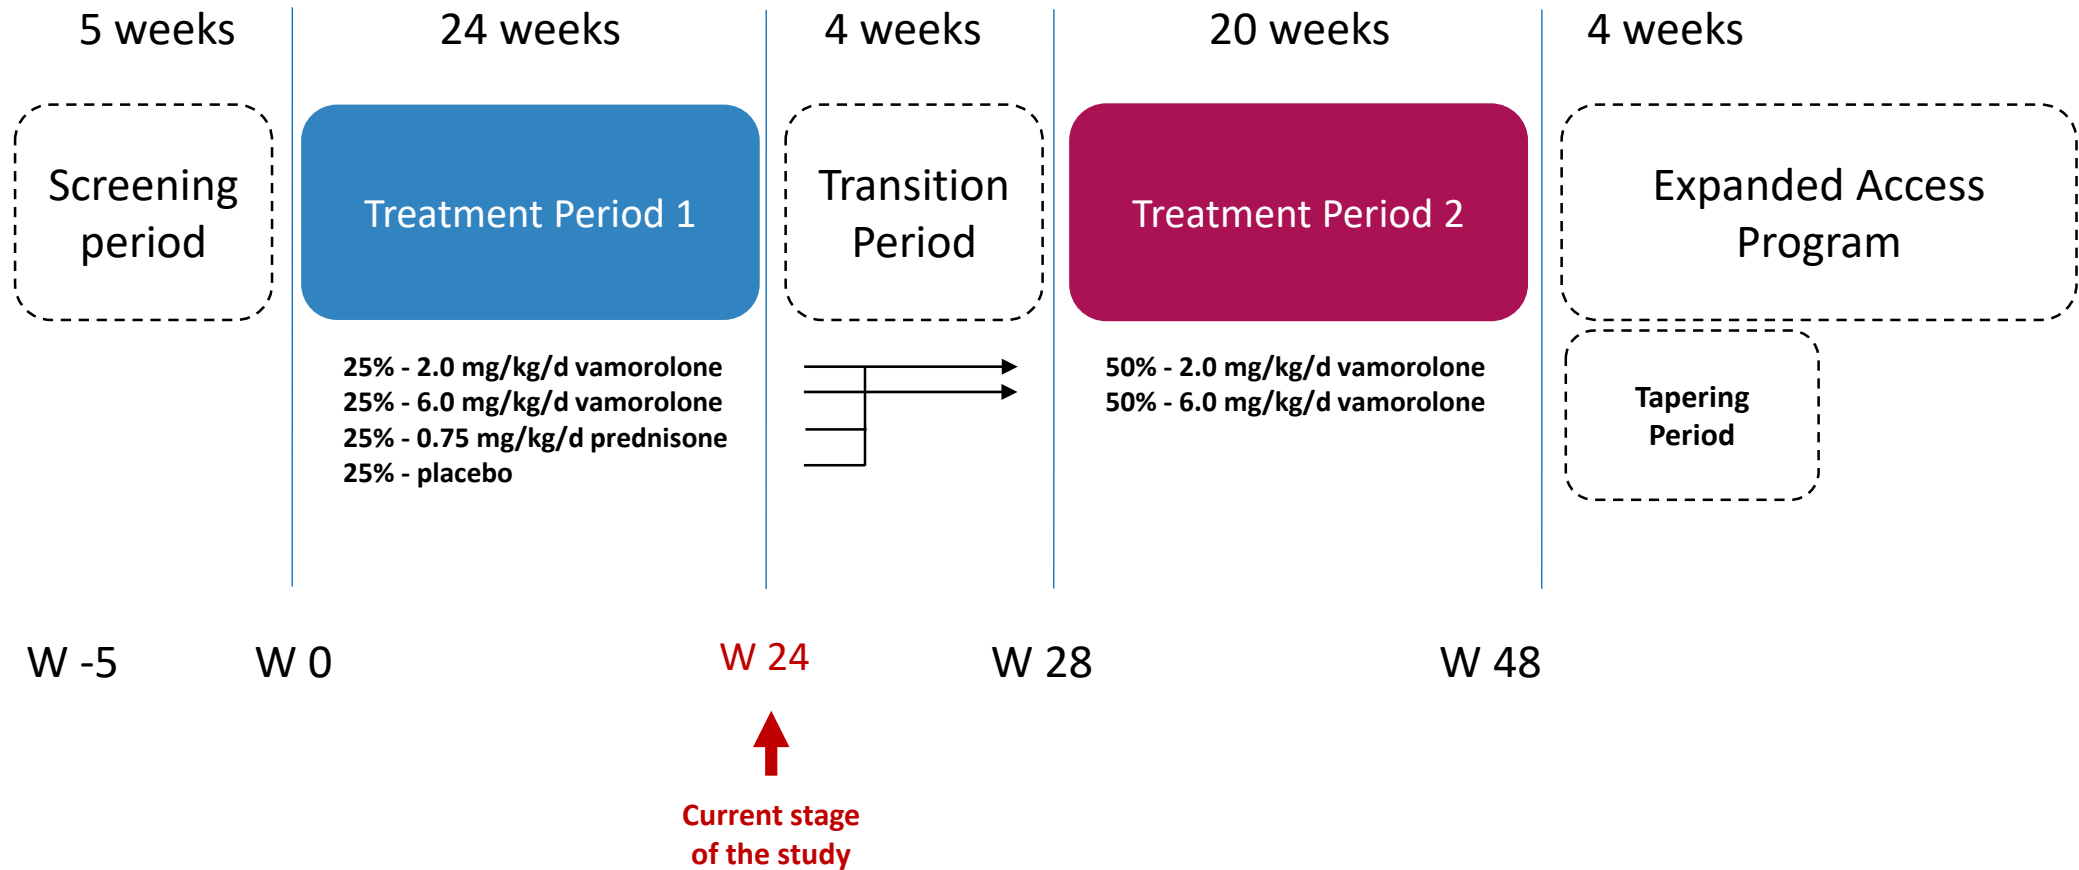 5 weeks
24 weeks
4 weeks
20 weeks
4 weeks
Screening
period
Treatment Period 1
Transition
Period
Treatment Period 2
Expanded Access
Program
25% - 2.0 mg/kg/d vamorolone
25% - 6.0 mg/kg/d vamorolone
25% - 0.75 mg/kg/d prednisone
25% - placebo
50% - 2.0 mg/kg/d vamorolone
50% - 6.0 mg/kg/d vamorolone
Tapering
Period
W -5
W 0
W 24
W 28
W 48
Current stage
of the study